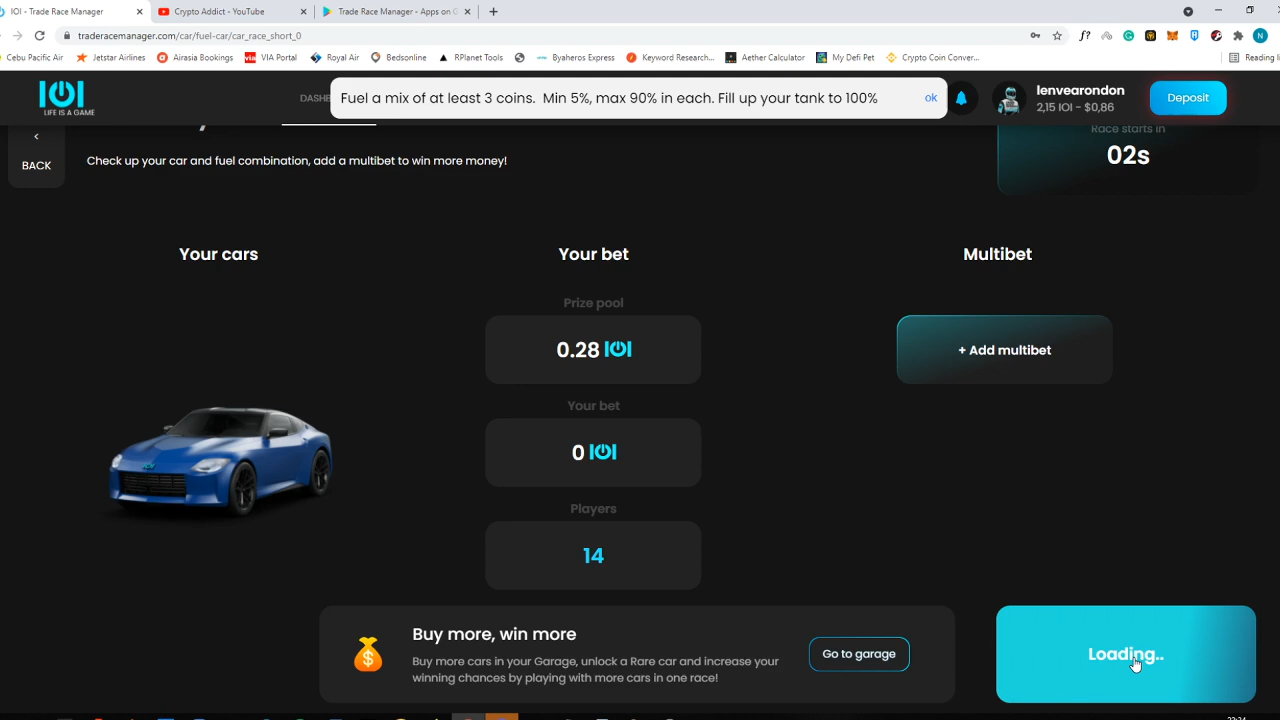 IOI - Trade Race Manager
Crypto Addict - YouTube
Trade Race Manager - Apps on G
traderacemanager.com/car/fuel-car/car_race_short_0
Cebu Pacific Air
Jetstar Airlines
Airasia Bookings
VIA Portal
Royal Air
Bedsonline
RPlanet Tools
Byaheros Express
Keyword Research...
Aether Calculator
My Defi Pet
Crypto Coin Conver...
Reading li
IOI
LIFE IS A GAME
DASHB
Fuel a mix of at least 3 coins. Min 5%, max 90% in each. Fill up your tank to 100%
ok
lenvearondon
2,15 IOI - $0,86
Deposit
BACK
Check up your car and fuel combination, add a multibet to win more money!
Race starts in
02s
Your cars
Your bet
Multibet
Prize pool
0.28 IOI
+ Add multibet
Your bet
0 IOI
Players
14
Buy more, win more
Buy more cars in your Garage, unlock a Rare car and increase your
winning chances by playing with more cars in one race!
Go to garage
Loading..